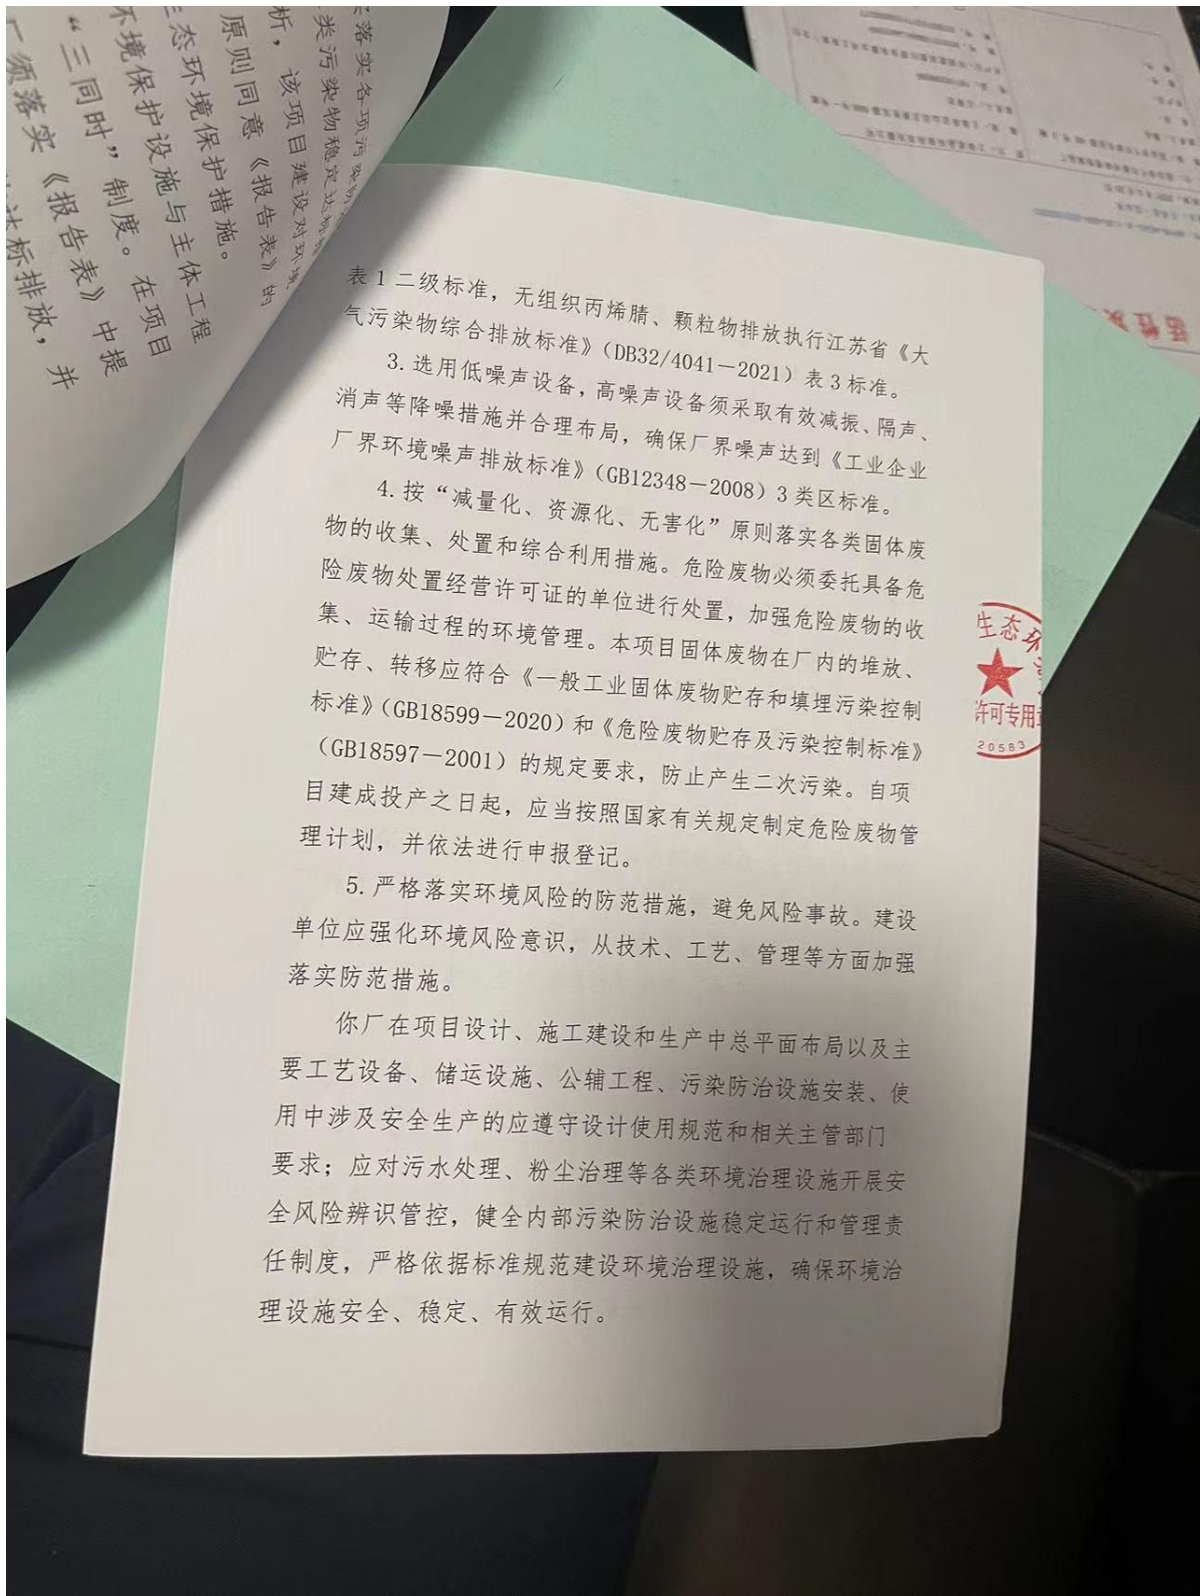 实落实各项污染防
类污染物稳定达标排
析，该项目建设对环境
原则同意《报告表》的
态环境保护措施。
环境保护设施与主体工程
“三同时”制度。在项目
须落实《报告表》中提
达标排放，并
表1二级标准，无组织丙烯腈、颗粒物排放执行江苏省《大
气污染物综合排放标准》（DB32/4041－2021）表3标准。
3.选用低噪声设备，高噪声设备须采取有效减振、隔声、
消声等降噪措施并合理布局，确保厂界噪声达到《工业企业
厂界环境噪声排放标准》（GB12348－2008）3类区标准。
4.按“减量化、资源化、无害化”原则落实各类固体废
物的收集、处置和综合利用措施。危险废物必须委托具备危
险废物处置经营许可证的单位进行处置，加强危险废物的收
集、运输过程的环境管理。本项目固体废物在厂内的堆放、
贮存、转移应符合《一般工业固体废物贮存和填埋污染控制
标准》（GB18599－2020）和《危险废物贮存及污染控制标准》
（GB18597－2001）的规定要求，防止产生二次污染。自项
目建成投产之日起，应当按照国家有关规定制定危险废物管
理计划，并依法进行申报登记。
5.严格落实环境风险的防范措施，避免风险事故。建设
单位应强化环境风险意识，从技术、工艺、管理等方面加强
落实防范措施。
你厂在项目设计、施工建设和生产中总平面布局以及主
要工艺设备、储运设施、公辅工程、污染防治设施安装、使
用中涉及安全生产的应遵守设计使用规范和相关主管部门
要求；应对污水处理、粉尘治理等各类环境治理设施开展安
全风险辨识管控，健全内部污染防治设施稳定运行和管理责
任制度，严格依据标准规范建设环境治理设施，确保环境治
理设施安全、稳定、有效运行。
生态环
许可专用章
20583